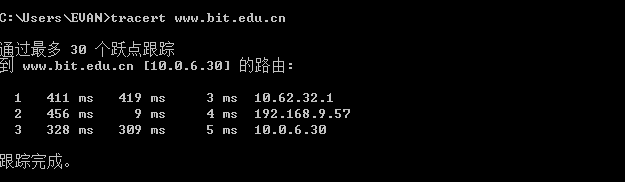 C:\Users\EVAN>tracert www.bit.edu.cn
通过最多 30 个跃点跟踪
到 www.bit.edu.cn [10.0.6.30] 的路由:
1 411 ms 419 ms 3 ms 10.62.32.1
2 456 ms 9 ms 4 ms 192.168.9.57
3 328 ms 309 ms 5 ms 10.0.6.30
跟踪完成。